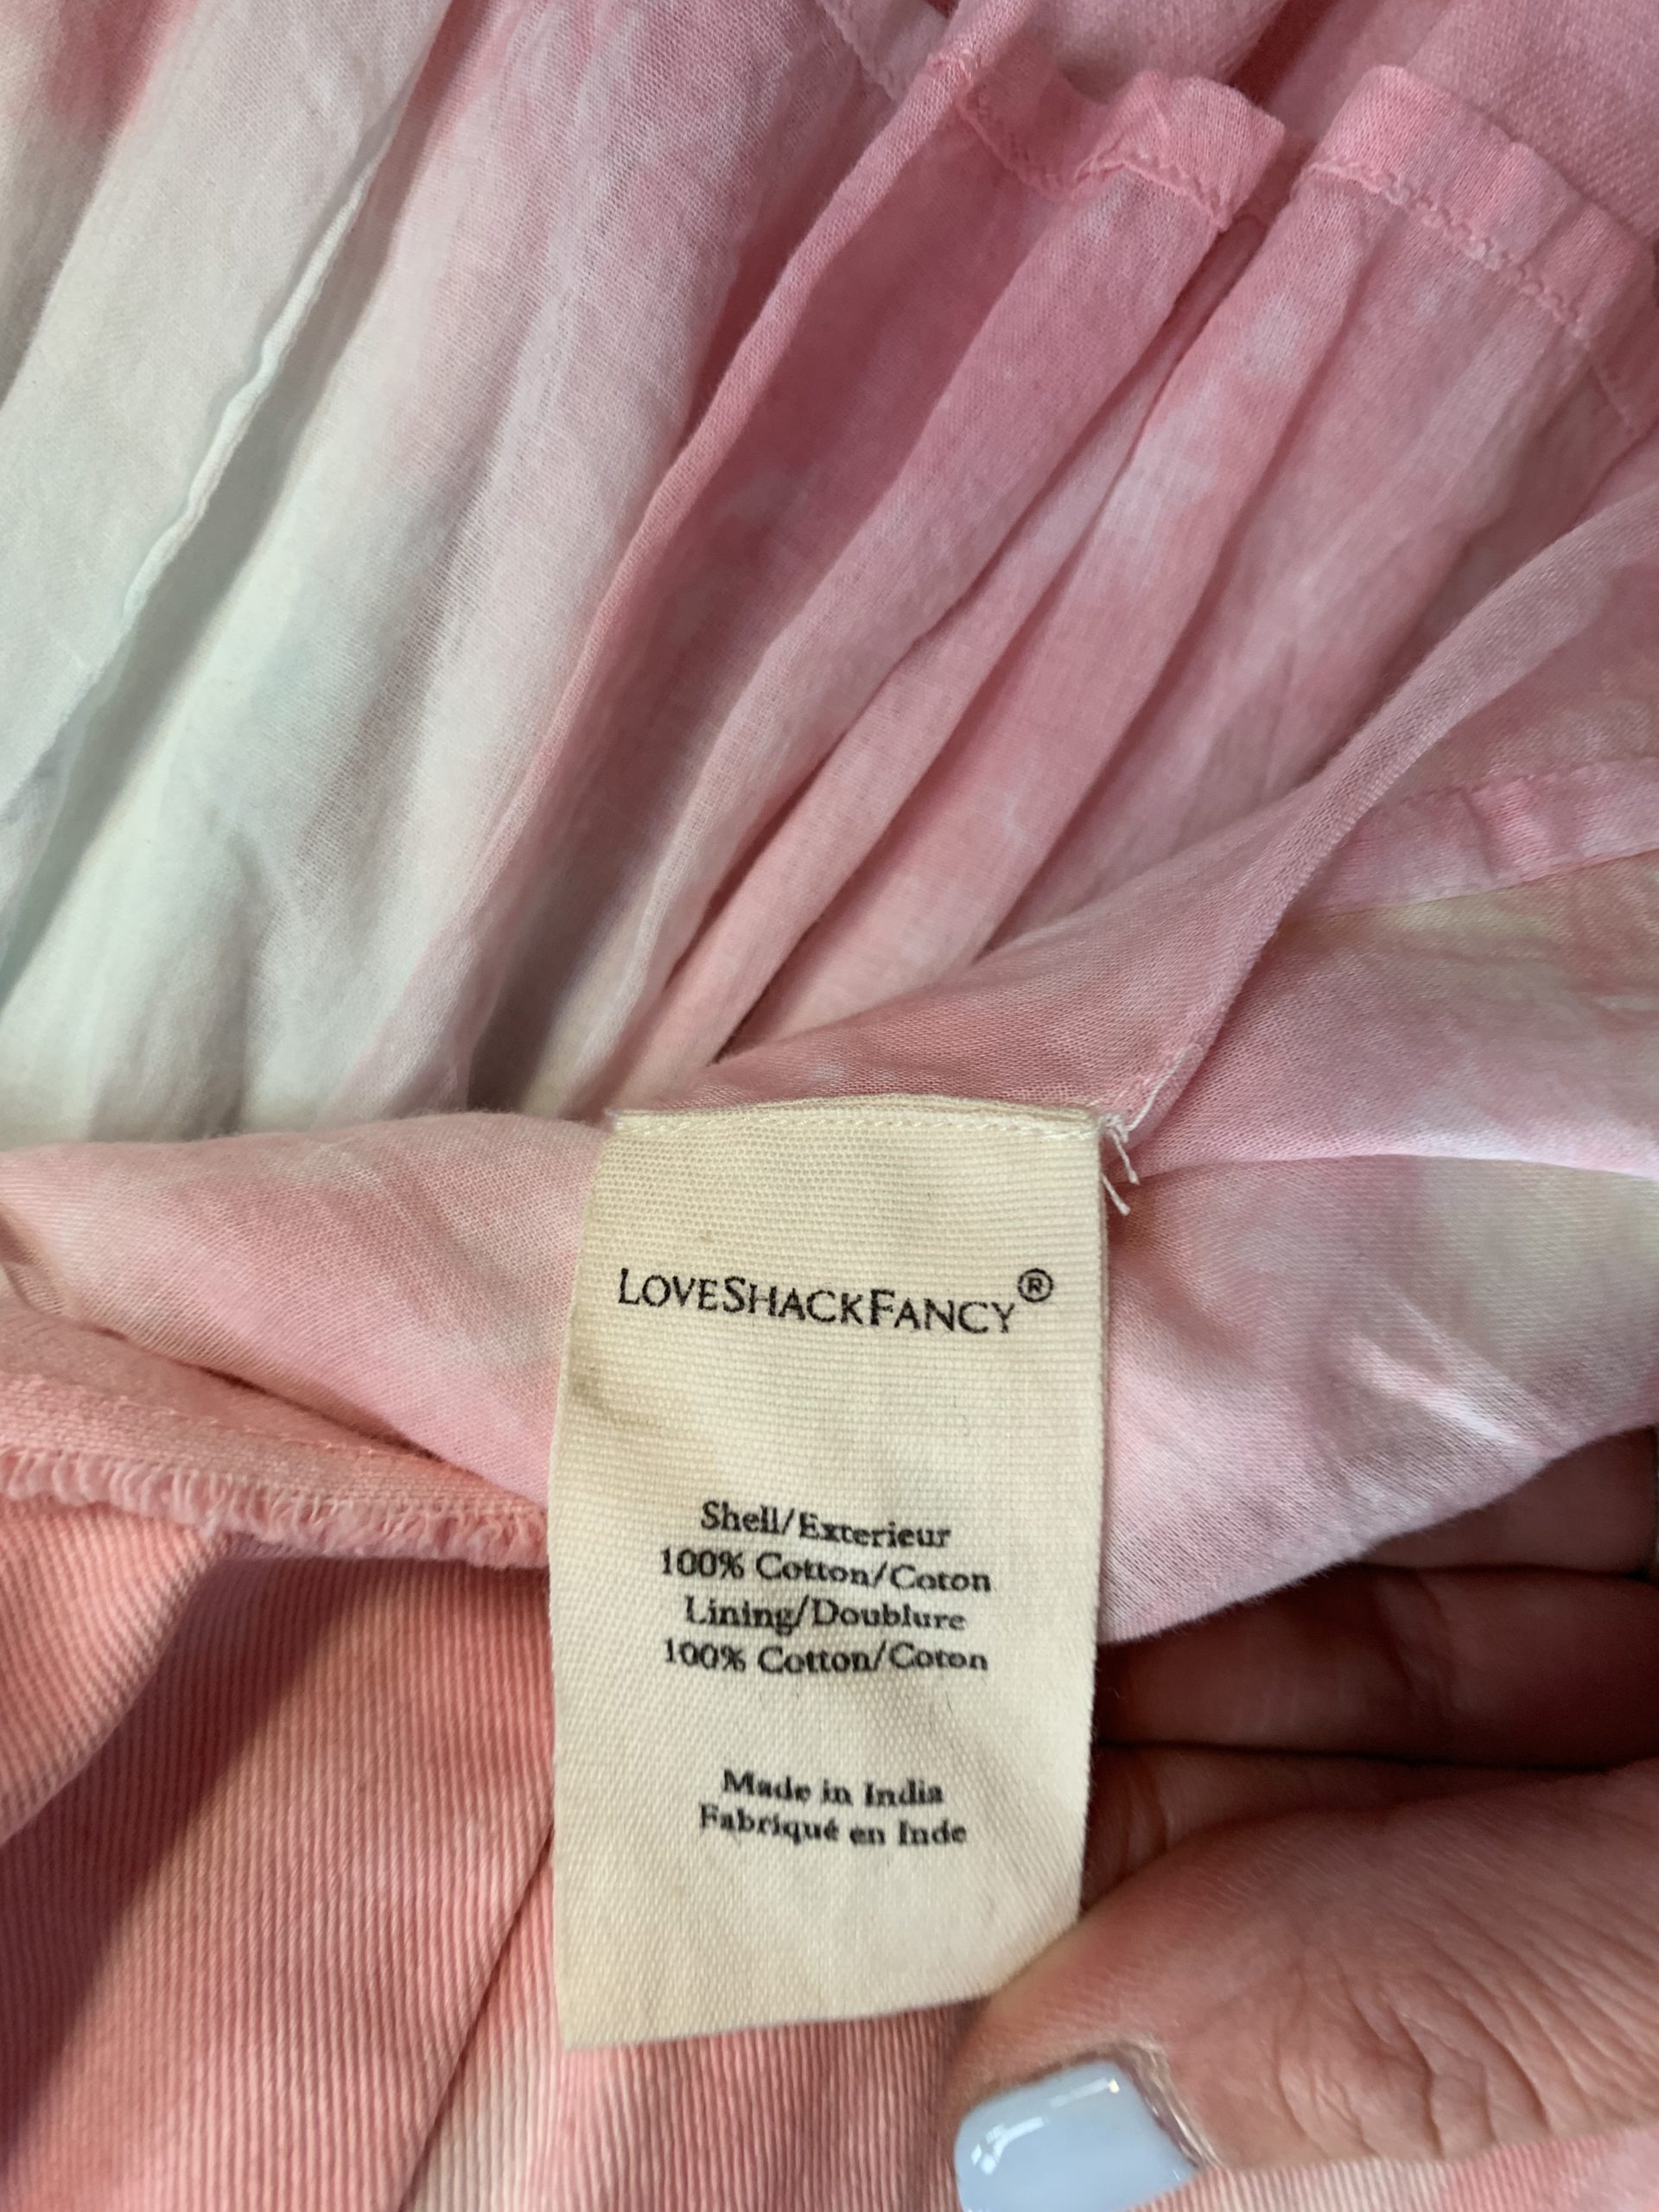 LOVESHACKFANCY®
Shell/Exterieur
100% Cotton/Coton
Lining/Doublure
100% Cotton/Coton
Made in India
Fabriqué en Inde